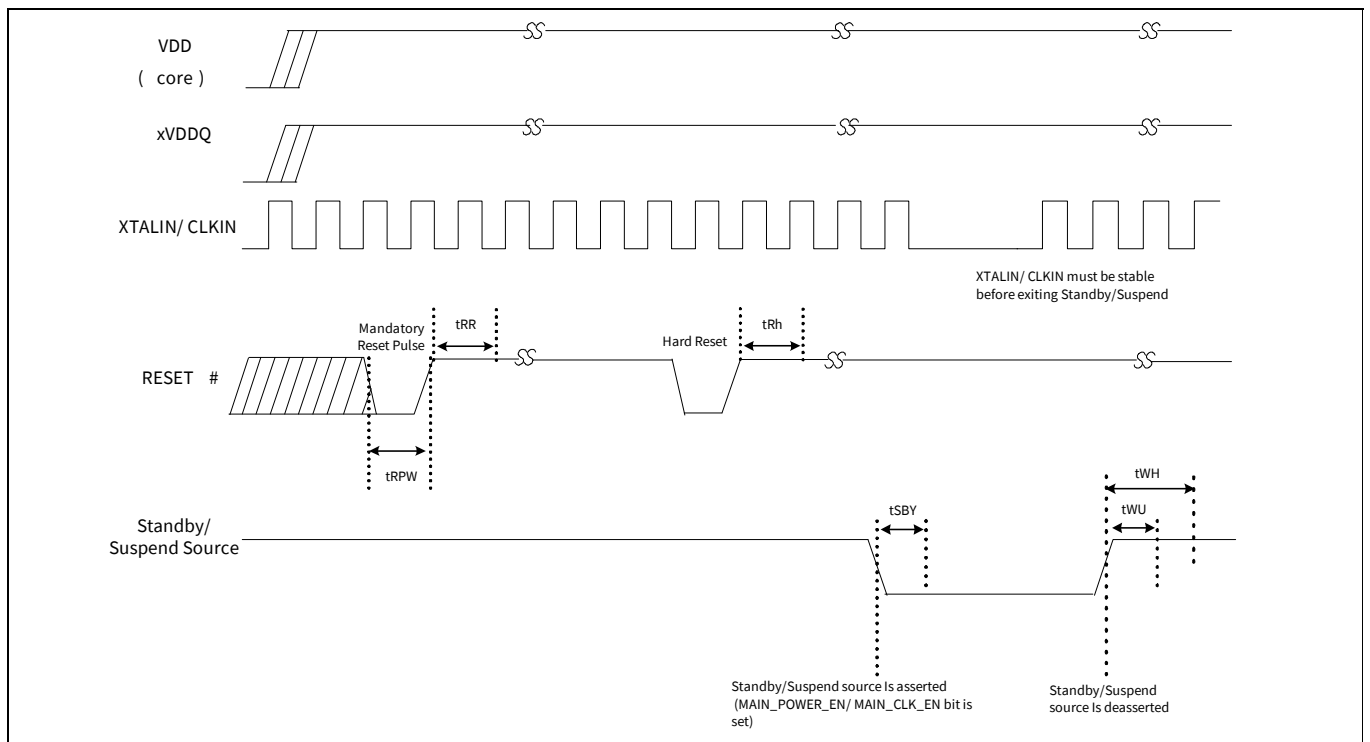 VDD
( core )
xVDDQ
XTALIN/ CLKIN
XTALIN/ CLKIN must be stable
before exiting Standby/Suspend
Mandatory
Reset Pulse
tRR
Hard Reset
tRh
RESET #
tRPW
tWH
tSBY
tWU
Standby/
Suspend Source
Standby/Suspend source Is asserted
(MAIN_POWER_EN/ MAIN_CLK_EN bit is
set)
Standby/Suspend
source Is deasserted